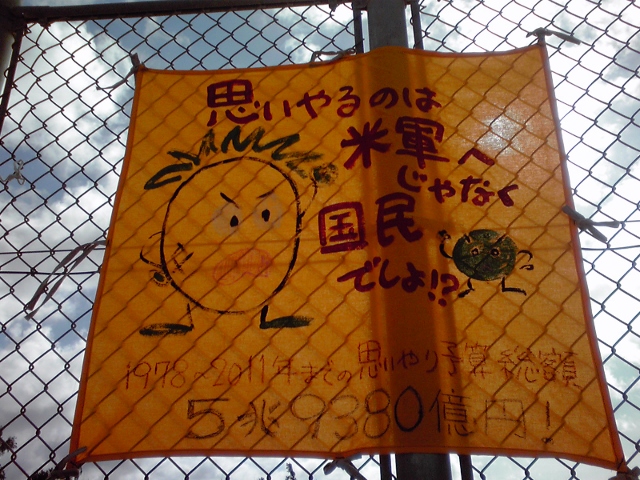 思いやるのは
米軍へ
じゃなく
国民
でしょ!?
1978〜2011年までの思いやり予算総額
5兆9380億円!